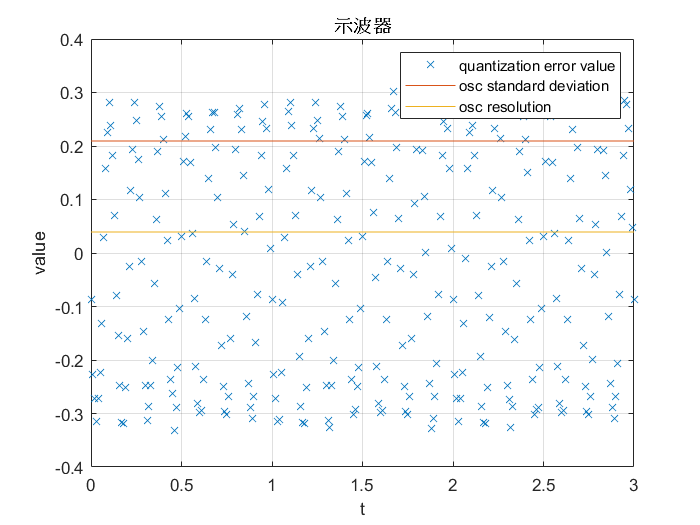 示波器
quantization error value
osc standard deviation
osc resolution
0.4
0.3
0.2
0.1
0
-0.1
-0.2
-0.3
-0.4
value
0 0.5 1 1.5 2 2.5 3
t